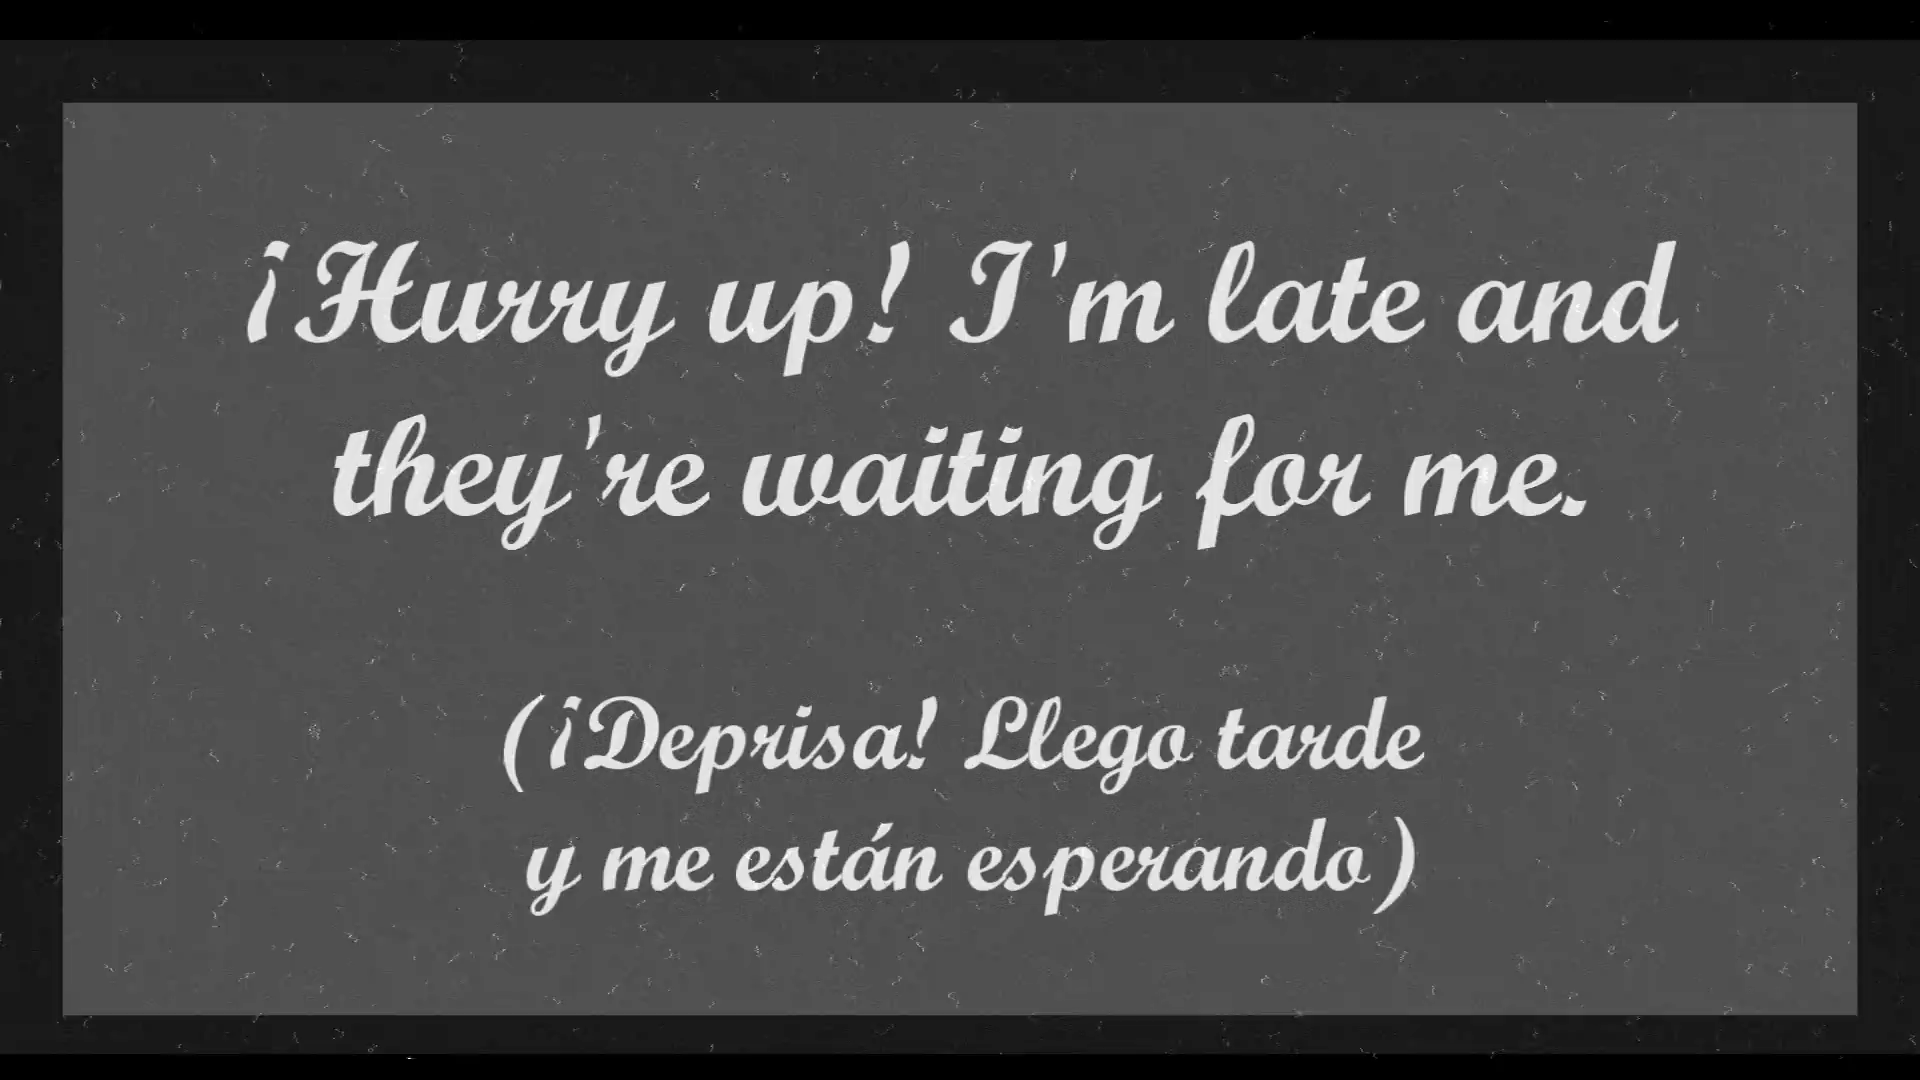 ¡Hurry up! I'm late and
they're waiting for me.
(¡Deprisa! Llego tarde
y me están esperando)